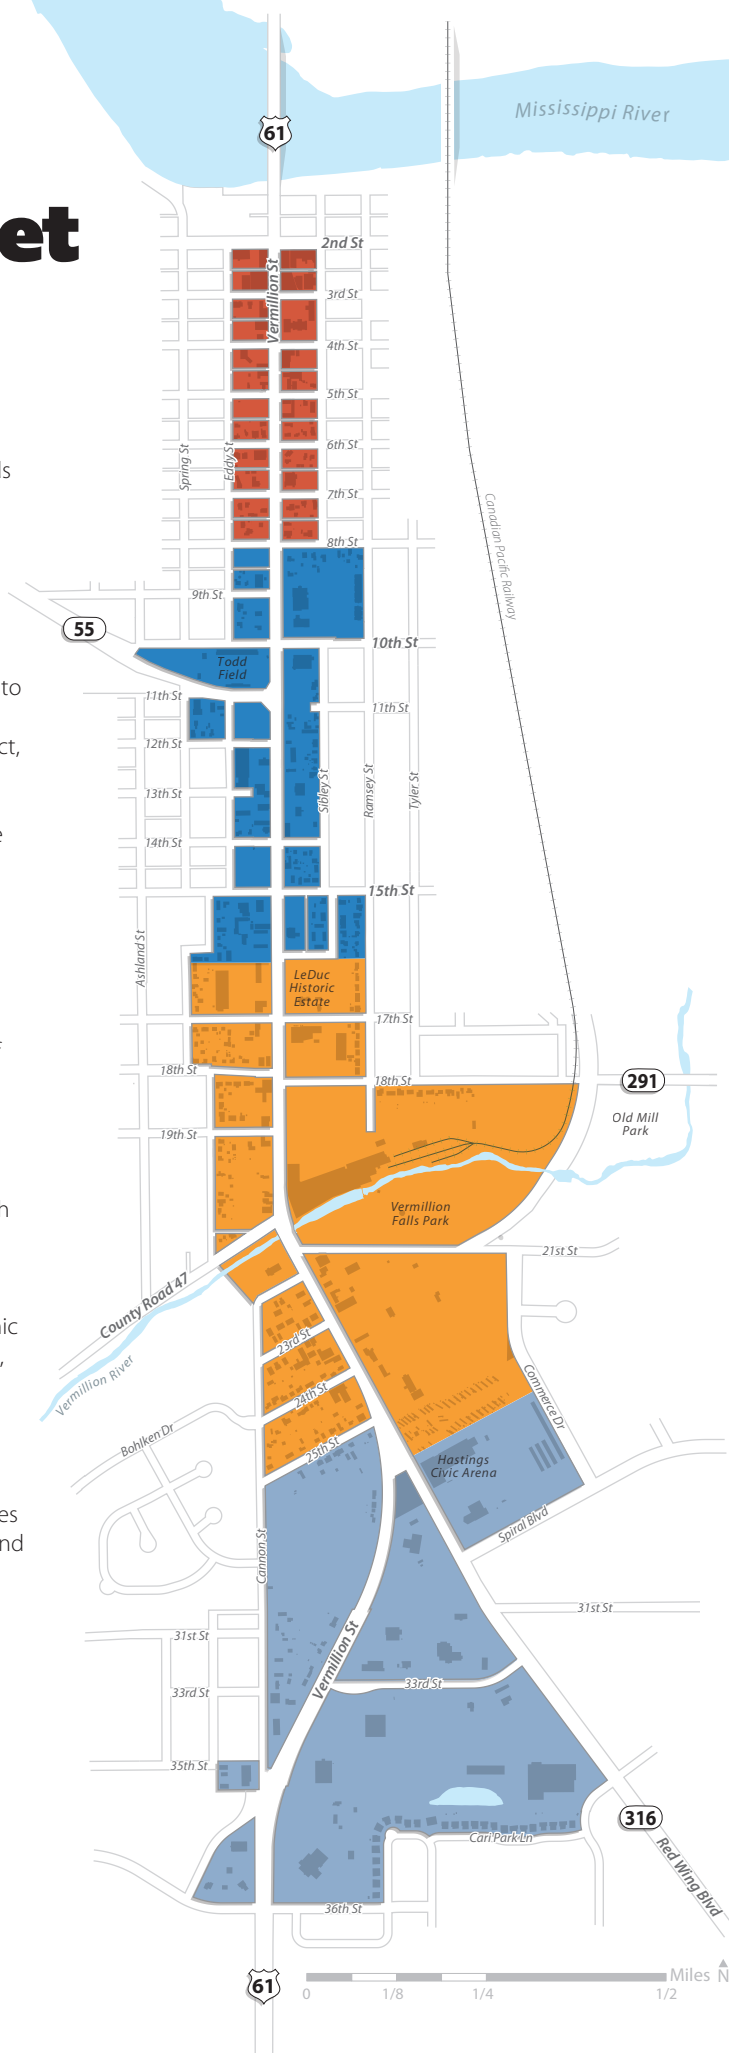 61
Mississippi River
et
2nd St
Vermillion St
3rd St
4th St
5th St
6th St
Spring St
Eddy St
ls
7th St
Canadian Pacific Railway
8th St
9th St
55
10th St
Todd
Field
to
11th St
11th St
ct,
12th St
Sibley St
Ramsey St
Tyler St
13th St
e
14th St
15th St
Ashland St
LeDuc
Historic
Estate
17th St
18th St
18th St
291
Old Mill
Park
19th St
Vermillion
Falls Park
h
21st St
County Road 47
nic
23rd St
,
Vermillion River
24th St
Commerce Dr
Bohlken Dr
25th St
Hastings
Civic Arena
es
nd
Spiral Blvd
Cannon St
31st St
31st St
Vermillion St
33rd St
33rd St
35th St
316
Cari Park Ln
Red Wing Blvd
36th St
61
Miles N
0 1/8 1/4 1/2